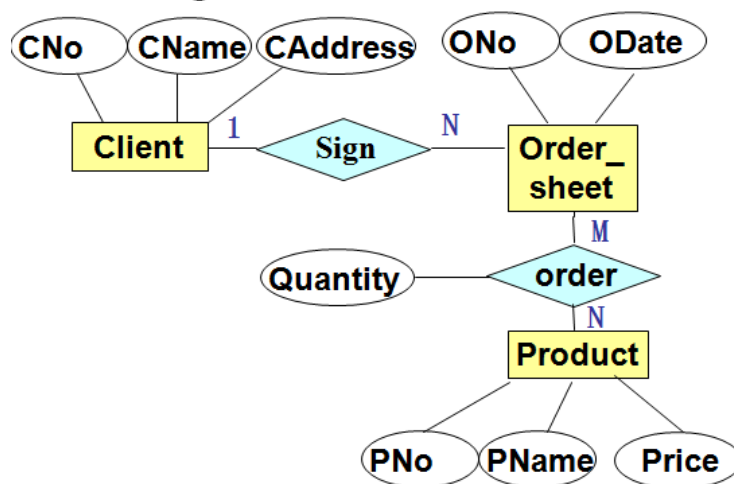 CNo CName CAddress ONo ODate
Client 1 Sign N Order_
sheet
M
Quantity order
N
Product
PNo PName Price